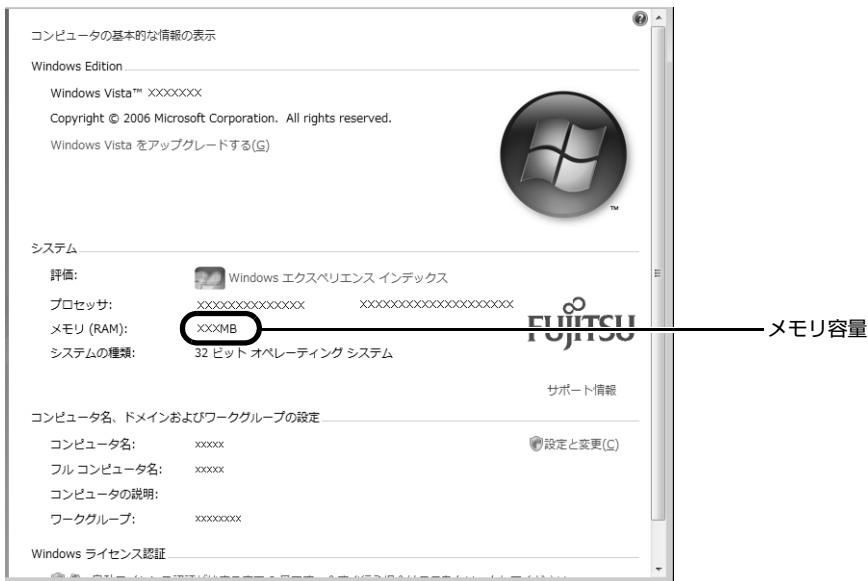 コンピュータの基本的な情報の表示
Windows Edition
Windows Vista™ XXXXXXX
Copyright © 2006 Microsoft Corporation. All rights reserved.
Windows Vista をアップグレードする(G)
™
システム
評価: Windows エクスペリエンス インデックス
プロセッサ: XXXXXXXXXXXXXX XXXXXXXXXXXXXXXXXXXX
メモリ (RAM): XXXMB
メモリ容量
FUJITSU
システムの種類: 32 ビット オペレーティング システム
サポート情報
コンピュータ名、ドメインおよびワークグループの設定
コンピュータ名: xxxxx
設定と変更(C)
フル コンピュータ名: xxxxx
コンピュータの説明:
ワークグループ: xxxxxxxx
Windows ライセンス認証